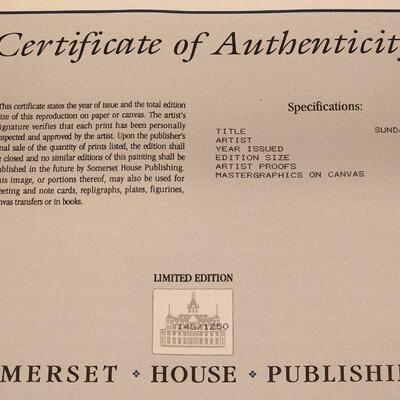 Certificate of Authenticity
This certificate states the year of issue and the total edition
size of this reproduction on paper or canvas. The artist's
signature verifies that each print has been personally
inspected and approved by the artist. Upon the publisher's
final sale of the quantity of prints listed, the edition shall
be closed and no similar editions of this painting shall be
published in the future by Somerset House Publishing.
This image, or portions thereof, may also be used for
greeting and note cards, repligraphs, plates, figurines,
canvas transfers or in books.
Specifications:
TITLE SUNDA
ARTIST
YEAR ISSUED
EDITION SIZE
ARTIST PROOFS
MASTERGRAPHICS ON CANVAS
LIMITED EDITION
145/1250
OMERSET ❖ HOUSE ❖ PUBLISHIN